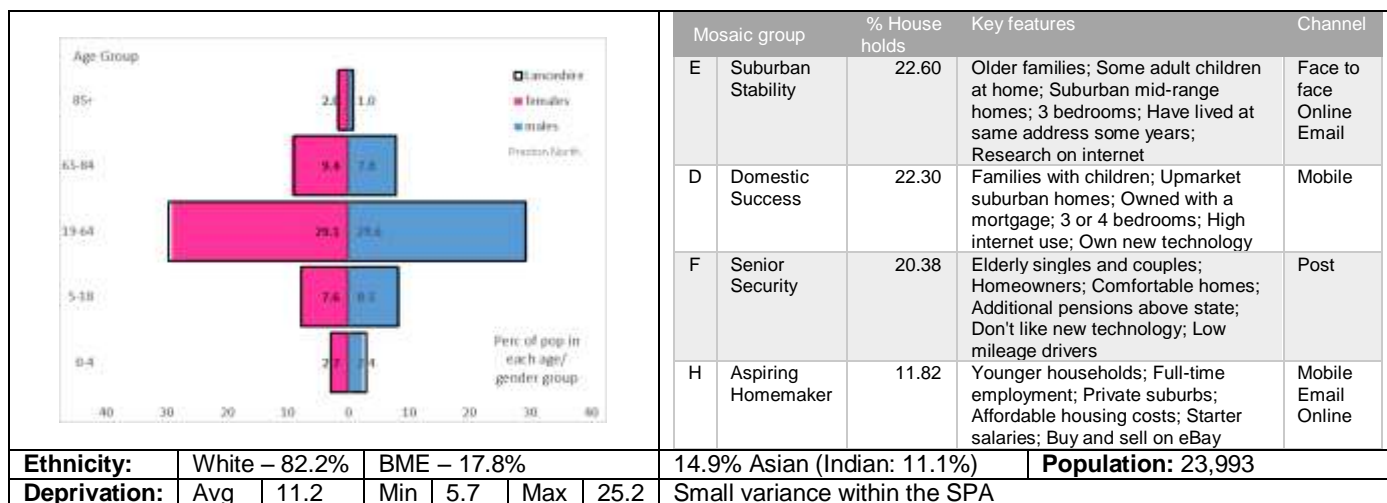 Age Group
Lancashire
females
males
Preston North
85+
2.0 1.0
65-84
9.4 7.8
19-64
29.3 29.6
5-18
7.6
0-4
Perc of pop in
each age/
gender group
40 30 20 10 0 10 20 30 40
Mosaic group % House holds Key features Channel
E Suburban Stability 22.60 Older families; Some adult children at home; Suburban mid-range homes; 3 bedrooms; Have lived at same address some years; Research on internet Face to face Online Email
D Domestic Success 22.30 Families with children; Upmarket suburban homes; Owned with a mortgage; 3 or 4 bedrooms; High internet use; Own new technology Mobile
F Senior Security 20.38 Elderly singles and couples; Homeowners; Comfortable homes; Additional pensions above state; Don't like new technology; Low mileage drivers Post
H Aspiring Homemaker 11.82 Younger households; Full-time employment; Private suburbs; Affordable housing costs; Starter salaries; Buy and sell on eBay Mobile Email Online
Ethnicity: White – 82.2% BME – 17.8% 14.9% Asian (Indian: 11.1%) Population: 23,993
Deprivation: Avg 11.2 Min 5.7 Max 25.2 Small variance within the SPA